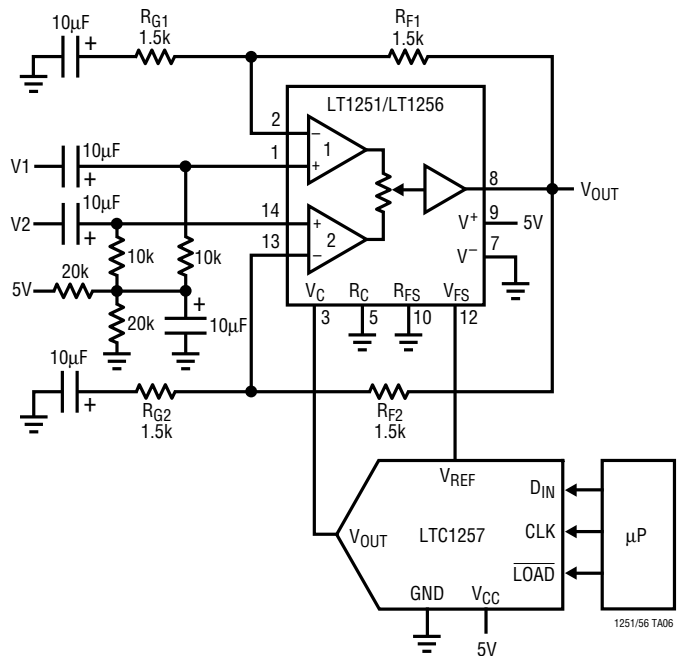 10µF
RG1
1.5k
RF1
1.5k
LT1251/LT1256
2
–
1
1
+
V1
10µF
+
V2
10µF
+
14
+
13
–
2
8
VOUT
V+
9
5V
V–
7
10k
10k
5V
20k
20k
+
10µF
VC
RC
RFS
VFS
3
5
10
12
10µF
+
RG2
1.5k
RF2
1.5k
VREF
DIN
CLK
LOAD
VOUT
LTC1257
µP
GND
VCC
5V
1251/56 TA06